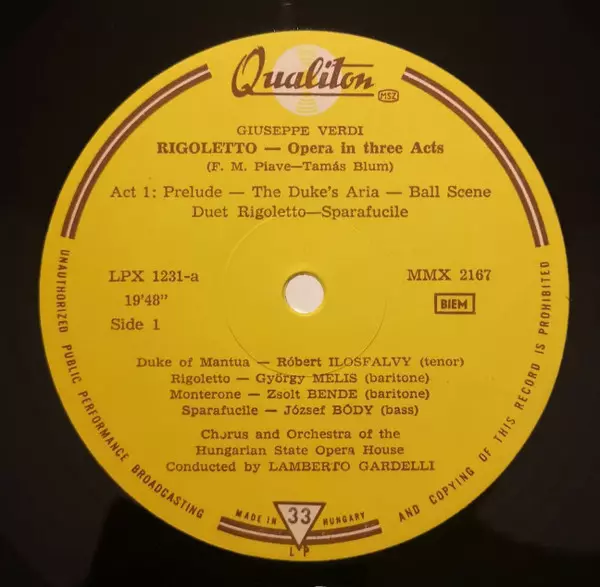 Qualiton
MSZ
GIUSEPPE VERDI
RIGOLETTO — Opera in three Acts
(F. M. Piave—Tamás Blum)
Act 1: Prelude — The Duke's Aria — Ball Scene
Duet Rigoletto—Sparafucile
LPX 1231-a
MMX 2167
19'48"
BIEM
Side 1
Duke of Mantua — Róbert ILOSFALVY (tenor)
Rigoletto — György MELIS (baritone)
Monterone — Zsolt BENDE (baritone)
Sparafucile — József BÓDY (bass)
Chorus and Orchestra of the
Hungarian State Opera House
Conducted by LAMBERTO GARDELLI
UNAUTHORIZED PUBLIC PERFORMANCE BROADCASTING AND COPYING OF THIS RECORD IS PROHIBITED
MADE IN HUNGARY
33
LP